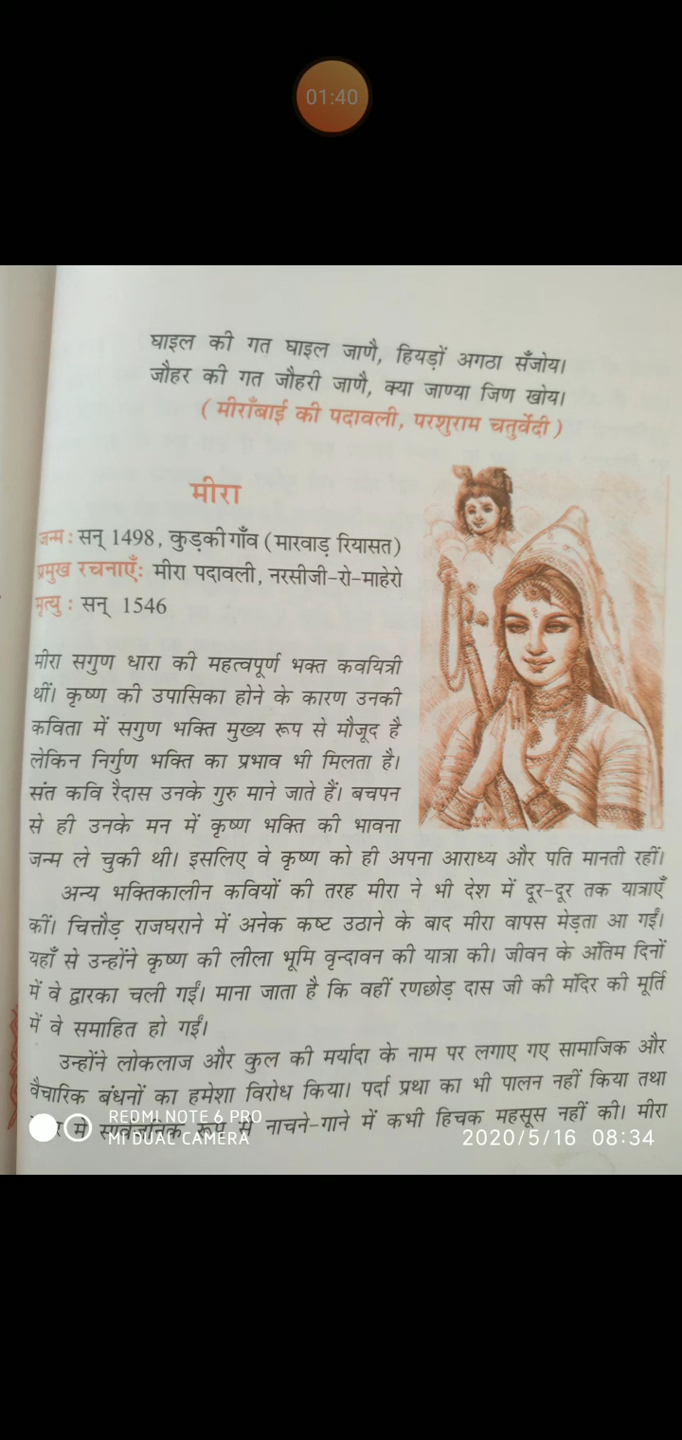 01:40
घाइल की गत घाइल जाणै, हियड़ों अगठा सँजोय।
जौहर की गत जौहरी जाणै, क्या जाण्या जिण खोय।
( मीराँबाई की पदावली, परशुराम चतुर्वेदी )
मीरा
जन्म : सन् 1498, कुड़की गाँव (मारवाड़ रियासत)
प्रमुख रचनाएँ: मीरा पदावली, नरसीजी-रो-माहेरो
मृत्यु : सन् 1546
मीरा सगुण धारा की महत्वपूर्ण भक्त कवयित्री
थीं। कृष्ण की उपासिका होने के कारण उनकी
कविता में सगुण भक्ति मुख्य रूप से मौजूद है
लेकिन निर्गुण भक्ति का प्रभाव भी मिलता है।
संत कवि रैदास उनके गुरु माने जाते हैं। बचपन
से ही उनके मन में कृष्ण भक्ति की भावना
जन्म ले चुकी थी। इसलिए वे कृष्ण को ही अपना आराध्य और पति मानती रहीं।
अन्य भक्तिकालीन कवियों की तरह मीरा ने भी देश में दूर-दूर तक यात्राएँ
कीं। चित्तौड़ राजघराने में अनेक कष्ट उठाने के बाद मीरा वापस मेड़ता आ गईं।
यहाँ से उन्होंने कृष्ण की लीला भूमि वृन्दावन की यात्रा की। जीवन के अंतिम दिनों
में वे द्वारका चली गईं। माना जाता है कि वहीं रणछोड़ दास जी की मंदिर की मूर्ति
में वे समाहित हो गईं।
उन्होंने लोकलाज और कुल की मर्यादा के नाम पर लगाए गए सामाजिक और
वैचारिक बंधनों का हमेशा विरोध किया। पर्दा प्रथा का भी पालन नहीं किया तथा
में सार्वजनिक रूप से नाचने-गाने में कभी हिचक महसूस नहीं की। मीरा
REDMI NOTE 6 PRO
MI DUAL CAMERA
2020/5/16 08:34